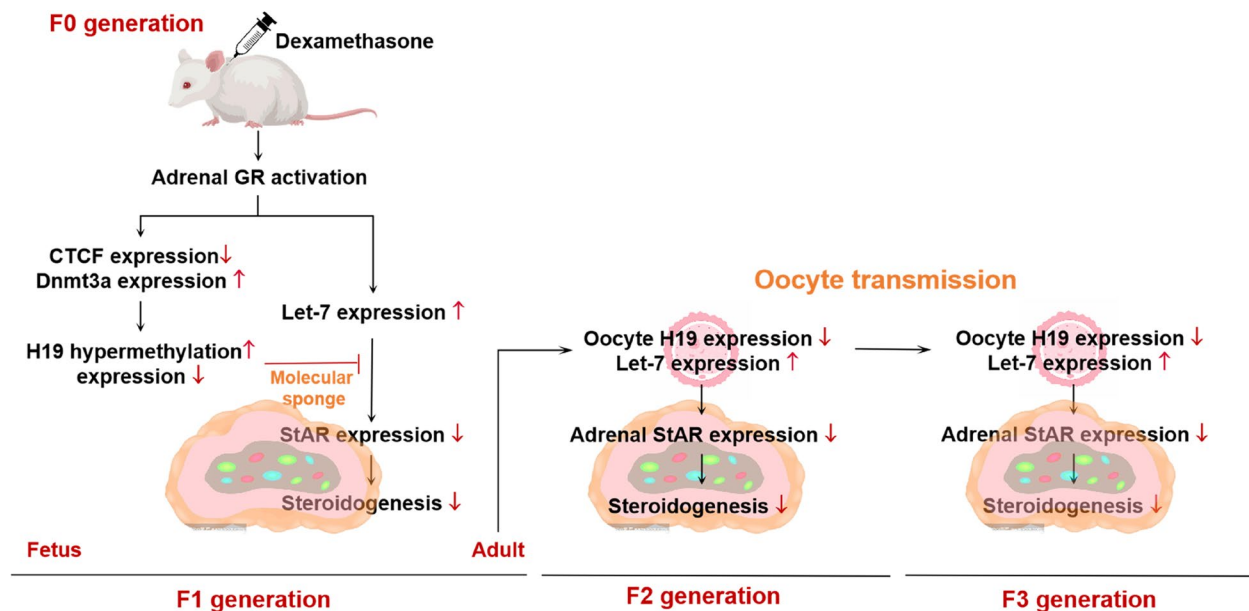 F0 generation
Dexamethasone
Adrenal GR activation
CTCF expression↓
Dnmt3a expression ↑
Let-7 expression ↑
H19 hypermethylation↑
expression ↓
Molecular
sponge
StAR expression ↓
Steroidogenesis ↓
Fetus
Adult
F1 generation
Oocyte transmission
Oocyte H19 expression ↓
Let-7 expression ↑
Adrenal StAR expression ↓
Steroidogenesis ↓
F2 generation
Oocyte H19 expression ↓
Let-7 expression ↑
Adrenal StAR expression ↓
Steroidogenesis ↓
F3 generation